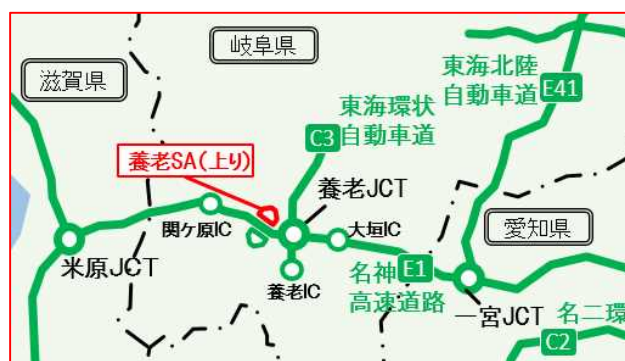 岐阜県
滋賀県
東海北陸
自動車道
E41
東海環状
自動車道
C3
養老SA(上り)
養老JCT
愛知県
関ケ原IC
大垣IC
米原JCT
養老IC
名神
高速道路
E1
一宮JCT
名二環
C2